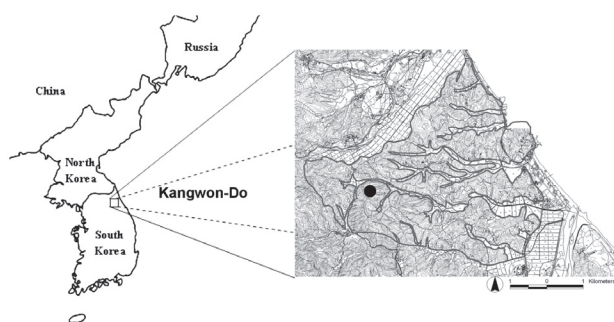 Russia
China
North
Korea
Kangwon-Do
South
Korea
1 0 1 Kilometers